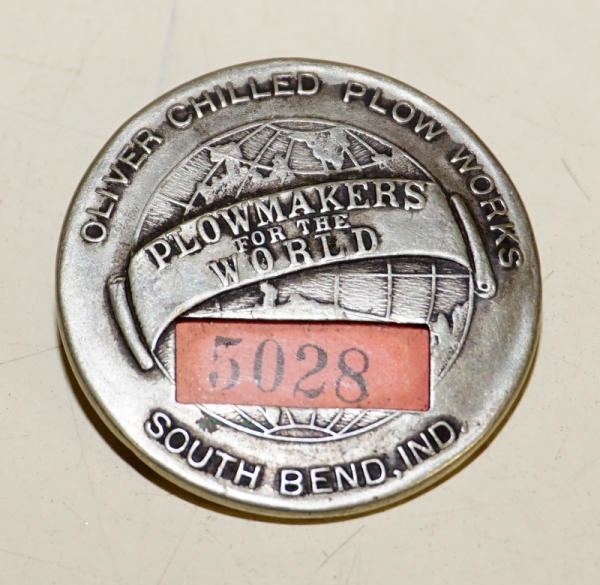 OLIVER CHILLED PLOW WORKS
PLOWMAKERS
FOR THE
WORLD
5028
SOUTH BEND, IND.